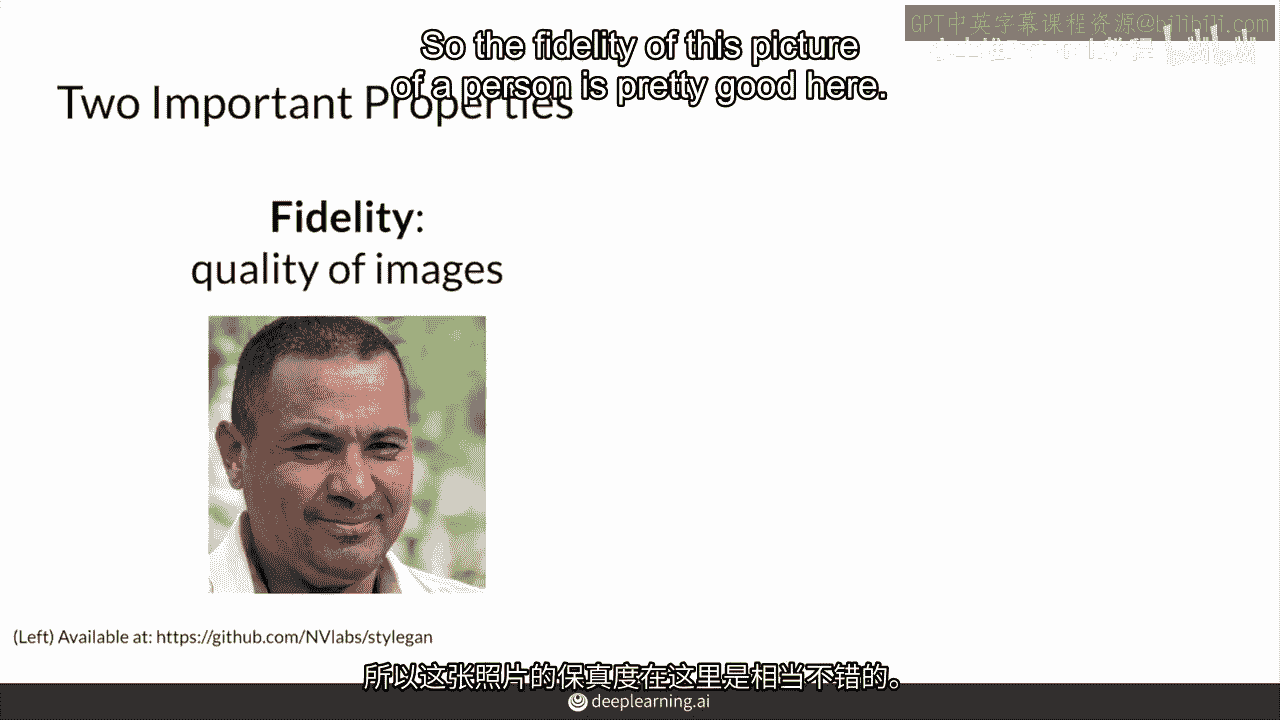 GPT中英字幕课程资源@bilibili.com
So the fidelity of this picture
of a person is pretty good here.
Two Important Properties
Fidelity:
quality of images
(Left) Available at: https://github.com/NVlabs/stylegan
所以这张照片的保真度在这里是相当不错的。
deeplearning.ai